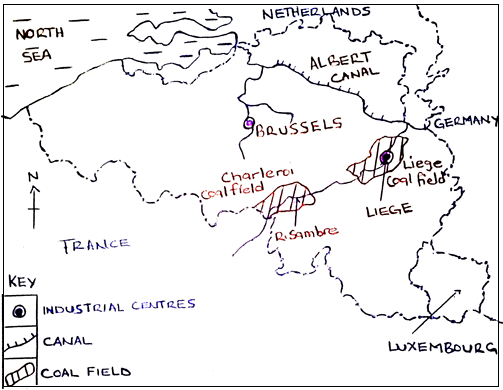 NETHERLANDS
NORTH
SEA
ALBERT
CANAL
GERMANY
BRUSSELS
Charleroi
Coalfield
Liege
Coal field
LIEGE
R.Sambre
N
TRANCE
KEY
INDUSTRIAL CENTRES
CANAL
COAL FIELD
LUXEMBOURG